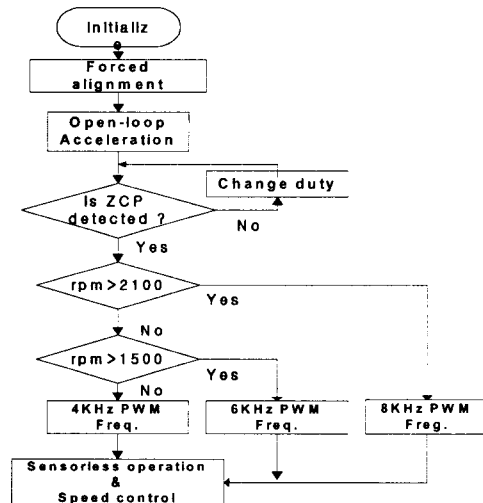 Initializ
e
Forced
alignment
Open-loop
Acceleration
Change duty
Is ZCP
detected ?
No
Yes
rpm>2100
Yes
No
rpm>1500
Yes
No
4KHz PWM
Freq.
6KHz PWM
Freq.
8KHz PWM
Freg.
Sensorless operation
&
Speed control